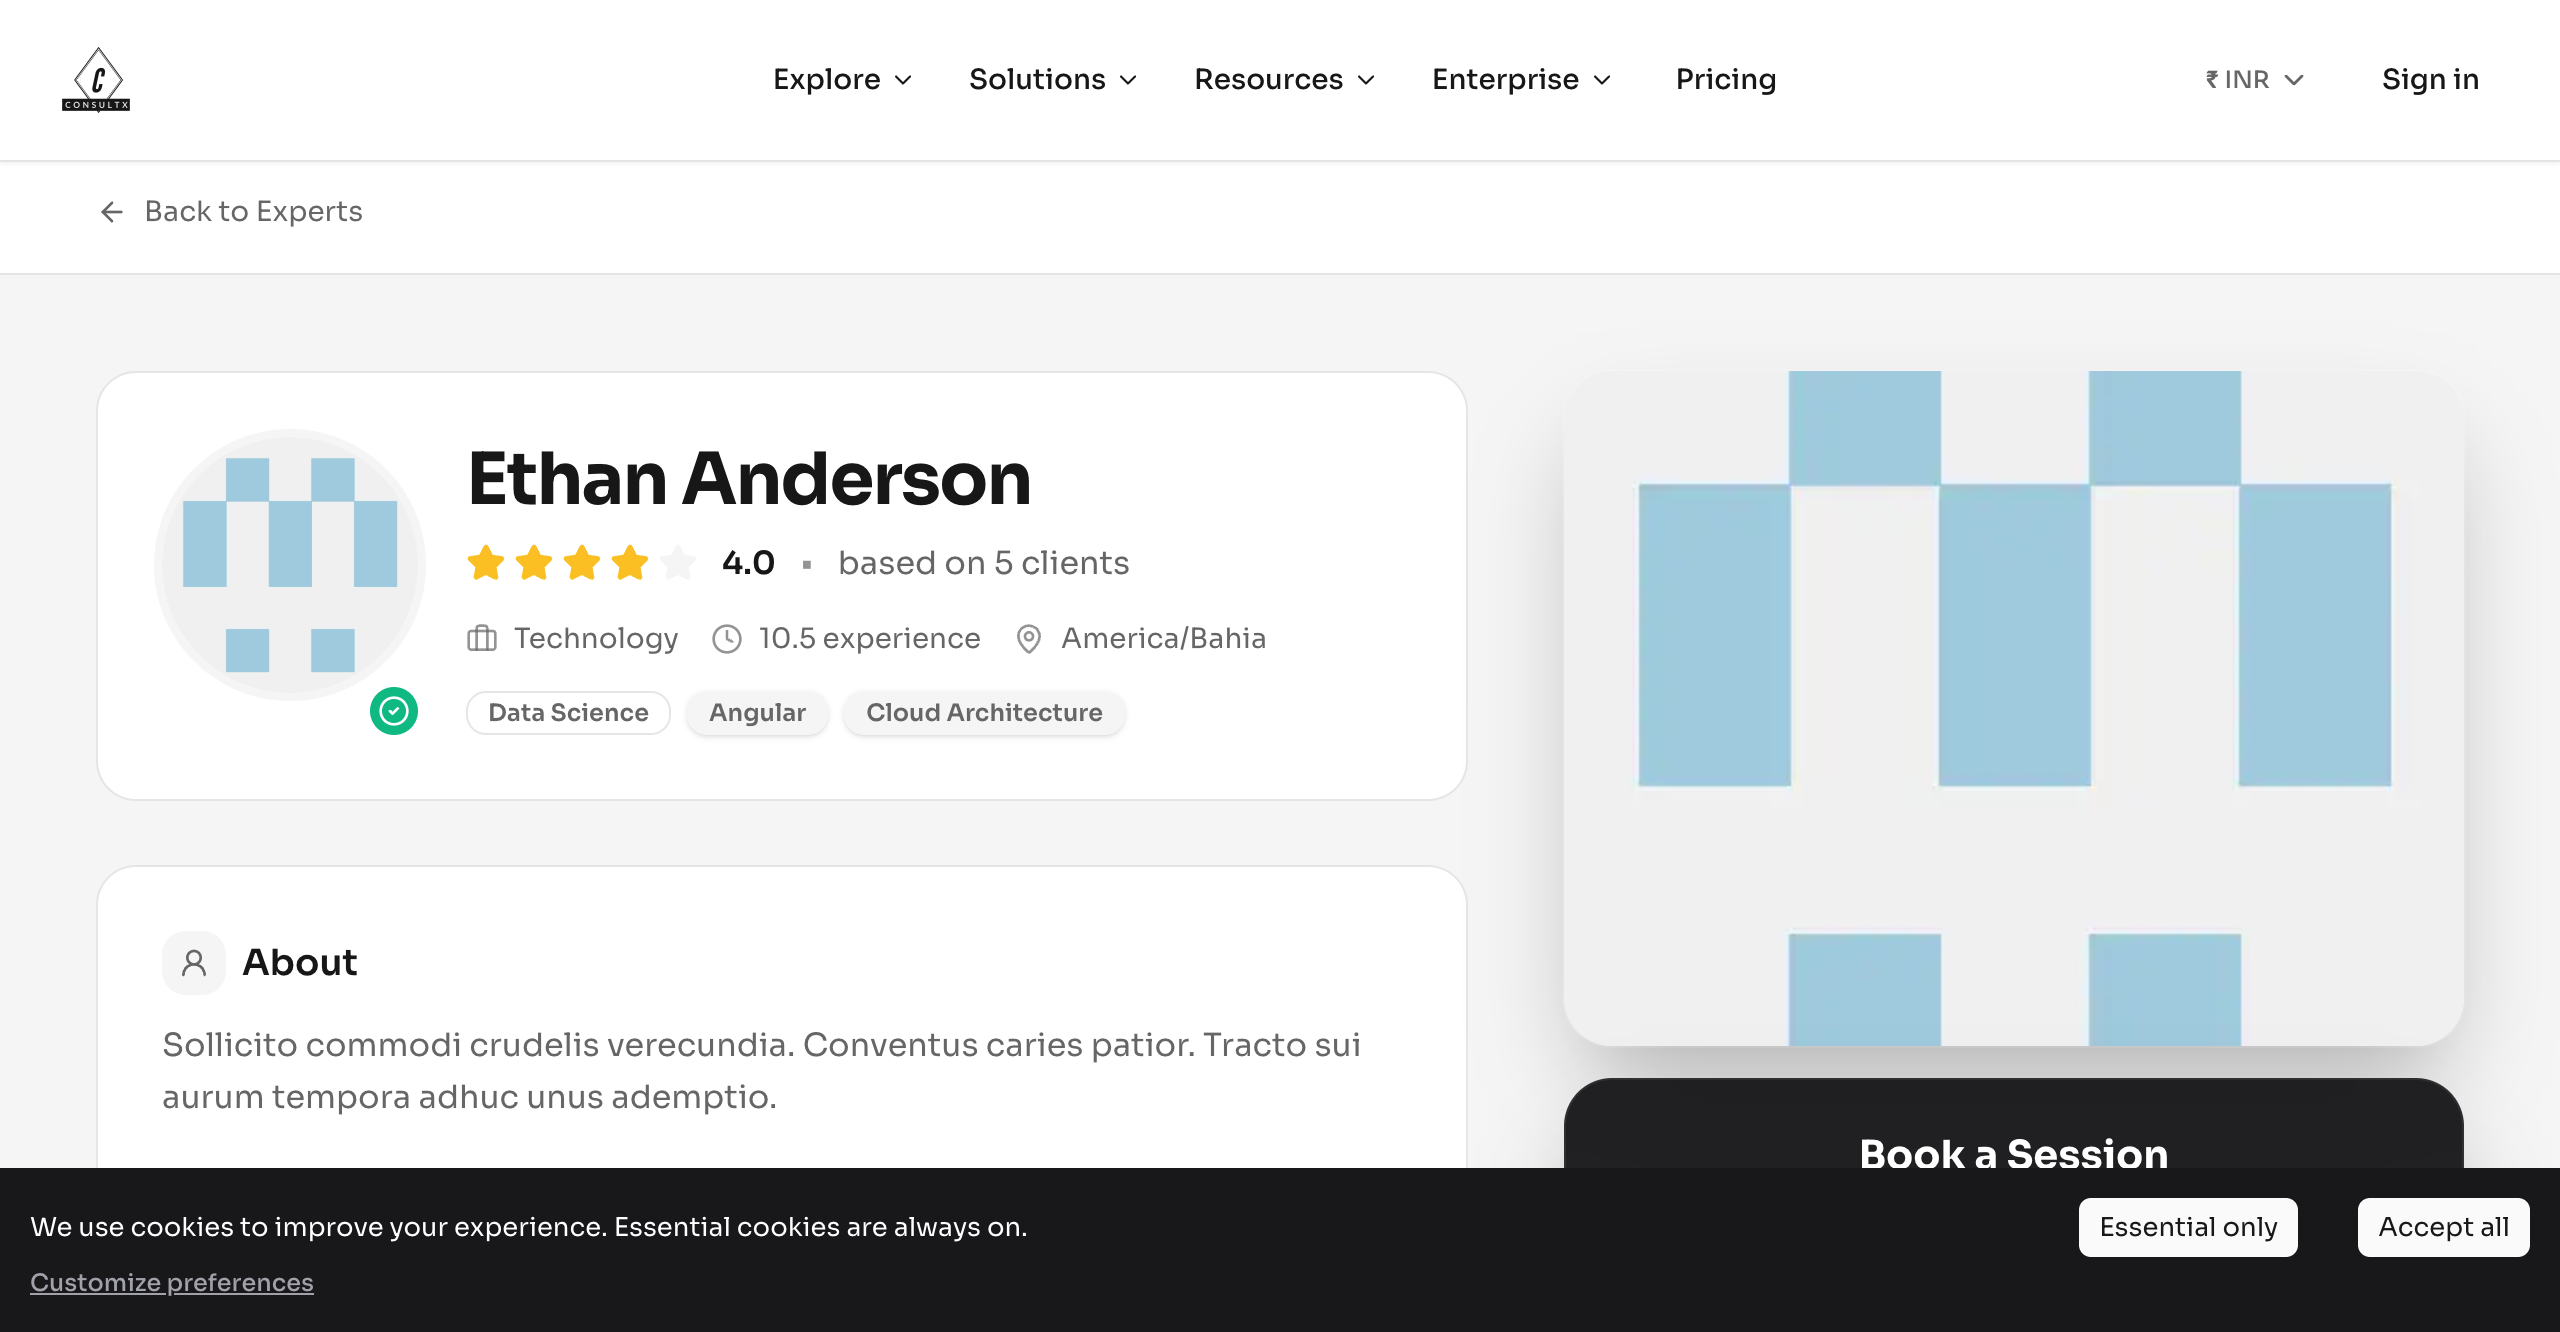 C
CONSULTX
Explore
Solutions
Resources
Enterprise
Pricing
₹ INR
Sign in
Back to Experts
Ethan Anderson
4.0 ▪ based on 5 clients
Technology
10.5 experience
America/Bahia
Data Science
Angular
Cloud Architecture
About
Sollicito commodi crudelis verecundia. Conventus caries patior. Tracto sui
aurum tempora adhuc unus ademptio.
Book a Session
We use cookies to improve your experience. Essential cookies are always on.
Customize preferences
Essential only
Accept all